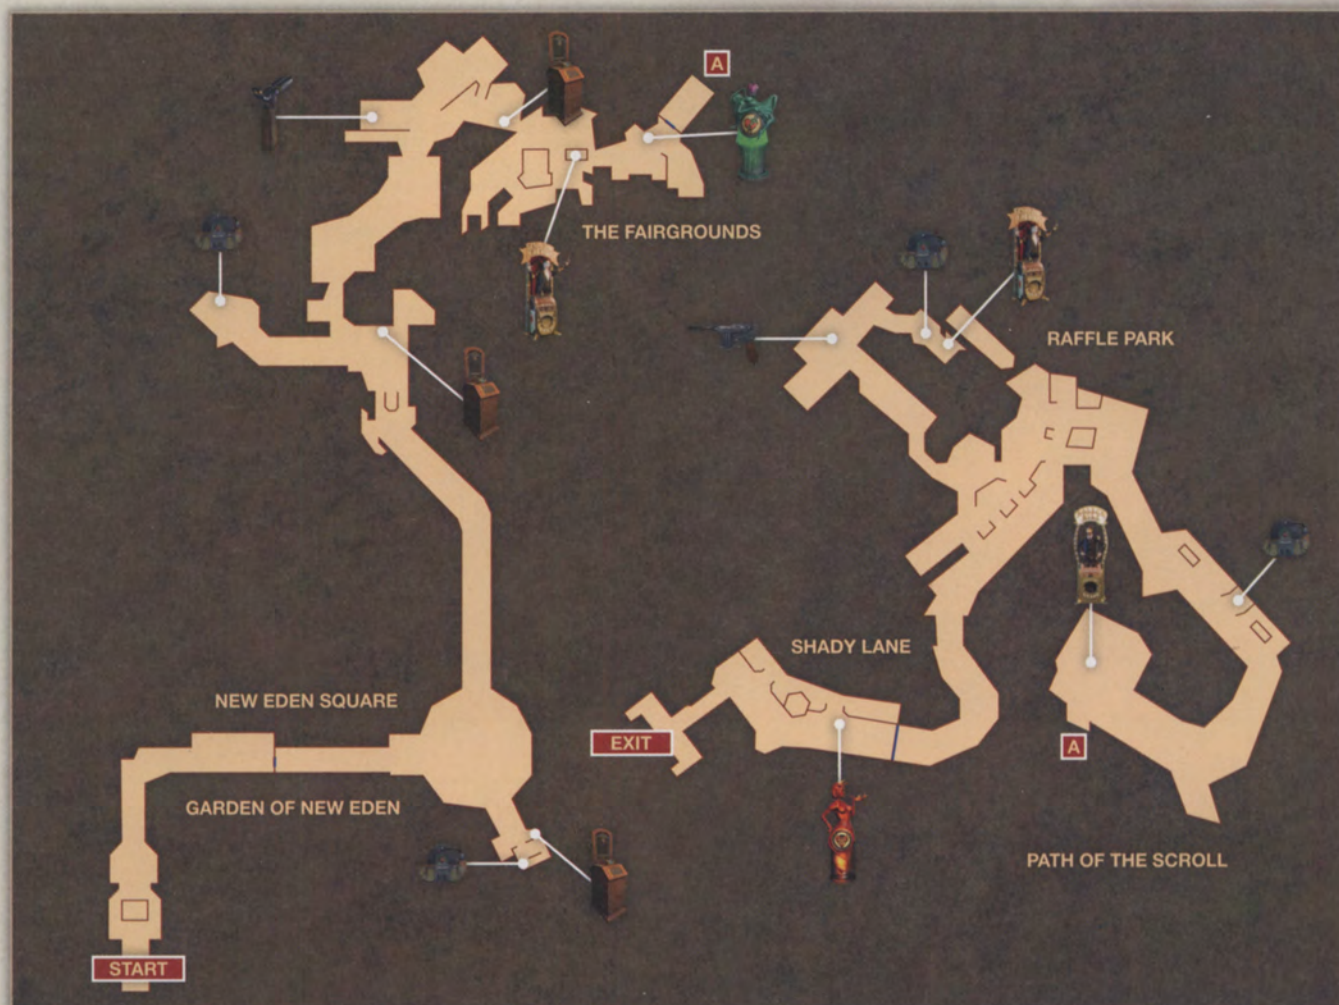 A
THE FAIRGROUNDS
RAFFLE PARK
SHADY LANE
NEW EDEN SQUARE
EXIT
A
GARDEN OF NEW EDEN
PATH OF THE SCROLL
START